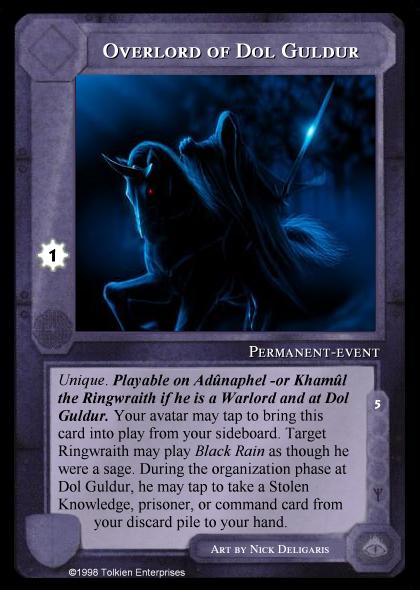 OVERLORD OF DOL GULDUR
1
PERMANENT-EVENT
Unique. Playable on Adûnaphel -or Khamûl
the Ringwraith if he is a Warlord and at Dol
Guldur. Your avatar may tap to bring this
card into play from your sideboard. Target
Ringwraith may play Black Rain as though he
were a sage. During the organization phase at
Dol Guldur, he may tap to take a Stolen
Knowledge, prisoner, or command card from
your discard pile to your hand.
5
ART BY NICK DELIGARIS
©1998 Tolkien Enterprises